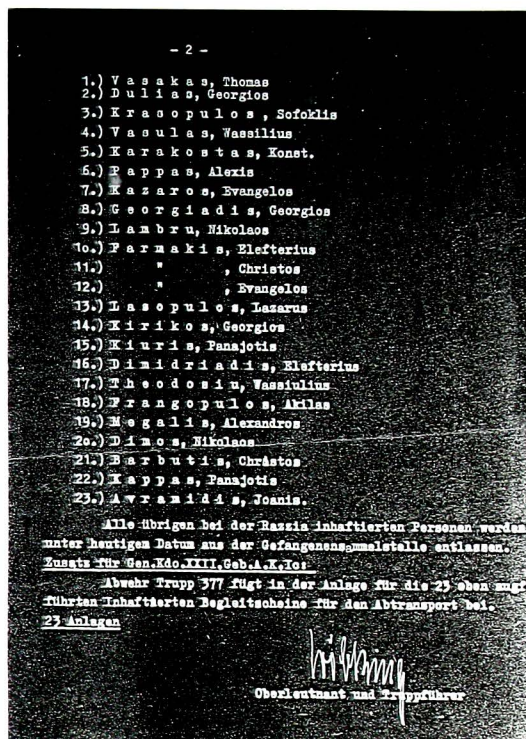 - 2 -
1.) V a s a k a s, Thomas
2.) D u l i a s, Georgios
3.) K r a s o p u l o s , Sofoklis
4.) V a s u l a s, Wassilius
5.) K a r a k o s t a s, Konst.
6.) P a p p a s, Alexis
7.) K a z a r o s, Evangelos
8.) G e o r g i a d i s, Georgios
9.) L a m b r u, Nikolaos
10.) P a r m a k i s, Elefterius
11.) " , Christos
12.) " , Evangelos
13.) L a s o p u l o s, Lazarus
14.) K i r i k o s, Georgios
15.) K i u r i s, Panajotis
16.) D i m i d r i a d i s, Elefterius
17.) T h e o d o s i u, Wassiulius
18.) F r a n g o p u l o s, Akilas
19.) M e g a l i s, Alexandros
20.) D i m o s, Nikolaos
21.) B a r b u t i s, Christos
22.) K a p p a s, Panajotis
23.) A v r a m i d i s, Joanis.
Alle übrigen bei der Razzia inhaftierten Personen werden
unter heutigem Datum aus der Gefangenensammelstelle entlassen.
Zusatz für Gen.Kdo.XXII.Geb.A.K.Ic:
Abwehr Trupp 377 fügt in der Anlage für die 23 oben
führten Inhaftierten Begleitscheine für den Abtransport bei.
23 Anlagen
Oberleutnant und Truppführer